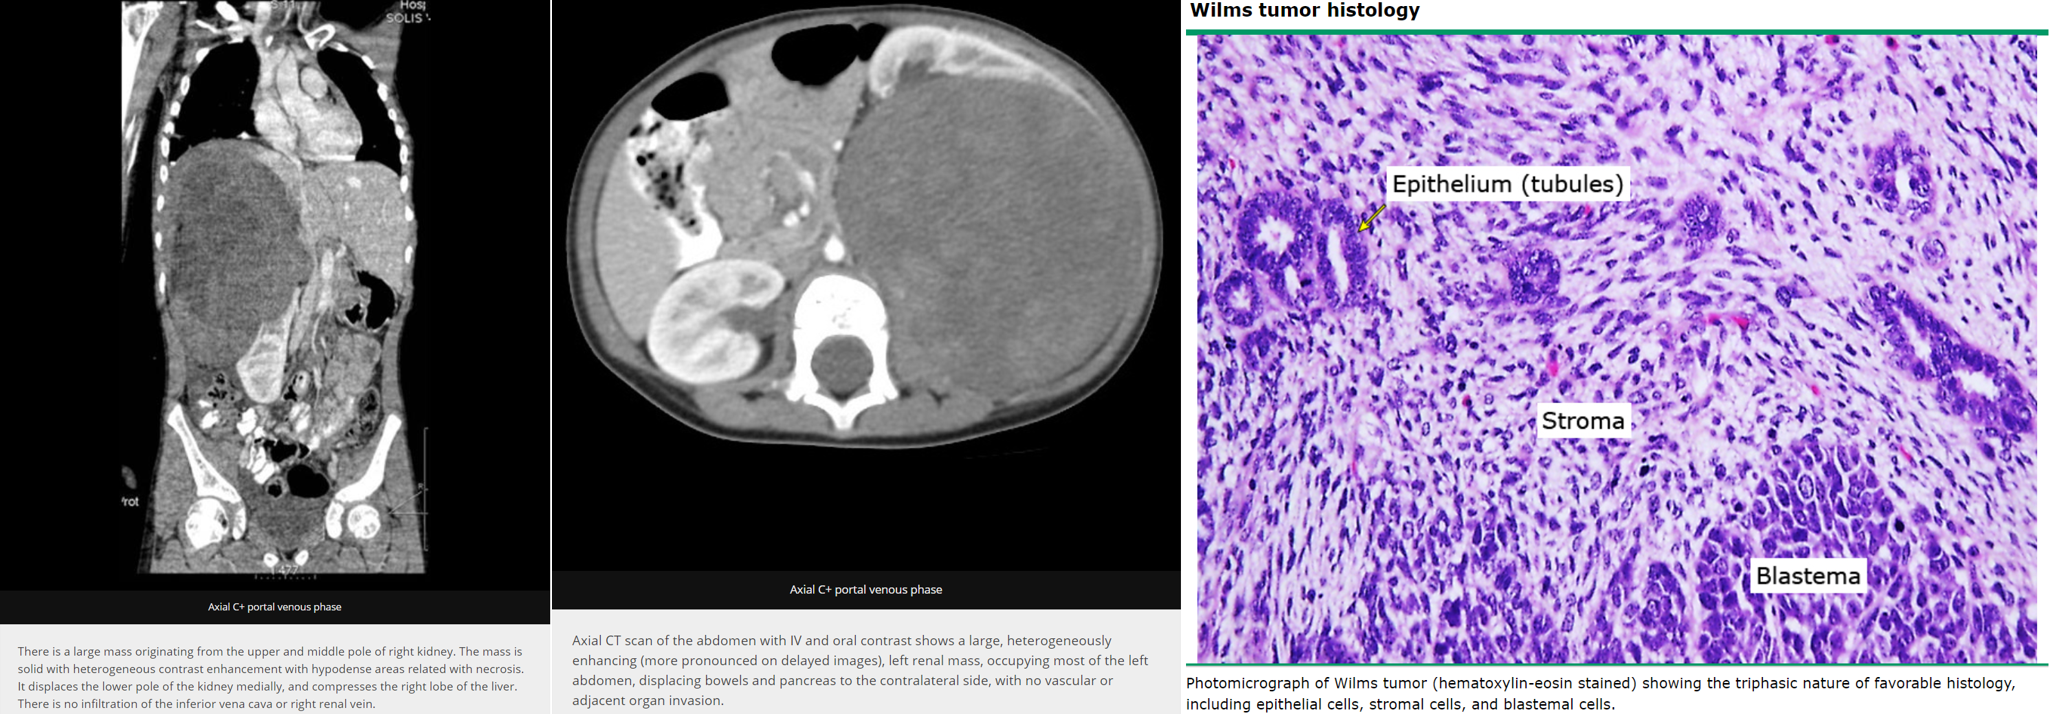 S 11
Hosp
SOLIS
rot
R
477
Axial C+ portal venous phase
There is a large mass originating from the upper and middle pole of right kidney. The mass is
solid with heterogeneous contrast enhancement with hypodense areas related with necrosis.
It displaces the lower pole of the kidney medially, and compresses the right lobe of the liver.
There is no infiltration of the inferior vena cava or right renal vein.
Axial C+ portal venous phase
Axial CT scan of the abdomen with IV and oral contrast shows a large, heterogeneously
enhancing (more pronounced on delayed images), left renal mass, occupying most of the left
abdomen, displacing bowels and pancreas to the contralateral side, with no vascular or
adjacent organ invasion.
Wilms tumor histology
Epithelium (tubules)
Stroma
Blastema
Photomicrograph of Wilms tumor (hematoxylin-eosin stained) showing the triphasic nature of favorable histology,
including epithelial cells, stromal cells, and blastemal cells.